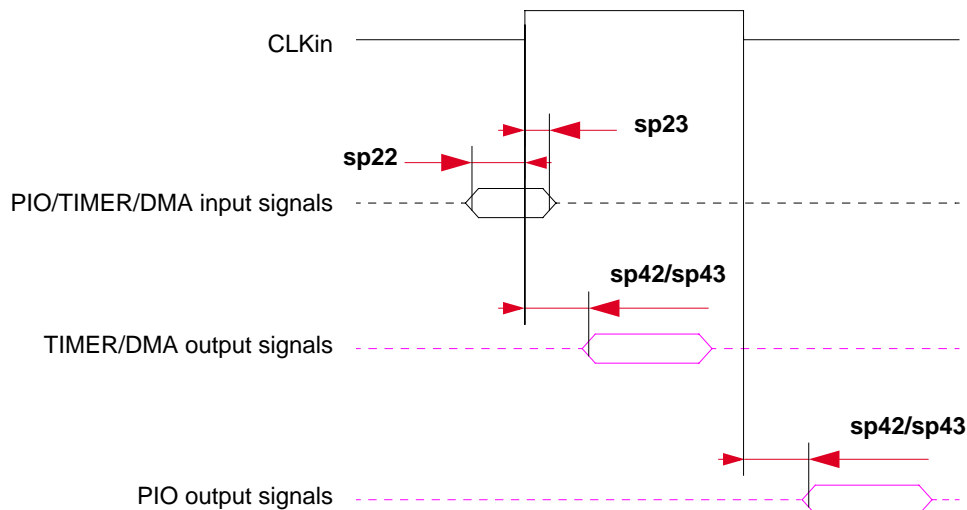 CLKin
sp23
sp22
PIO/TIMER/DMA input signals
sp42/sp43
TIMER/DMA output signals
sp42/sp43
PIO output signals